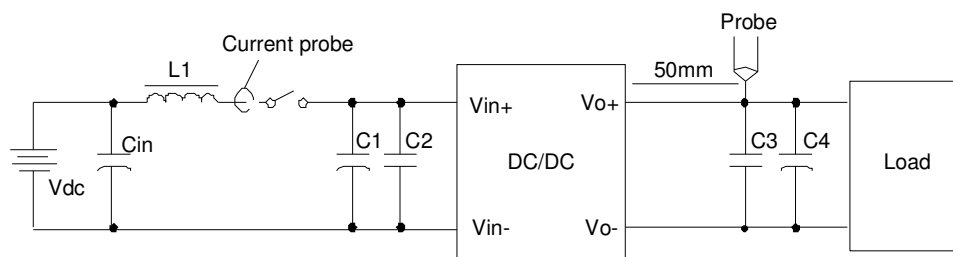 Probe
Current probe
50mm
L1
Vin+
Vo+
Cin
C1
C2
C3
C4
DC/DC
Load
Vdc
Vin-
Vo-